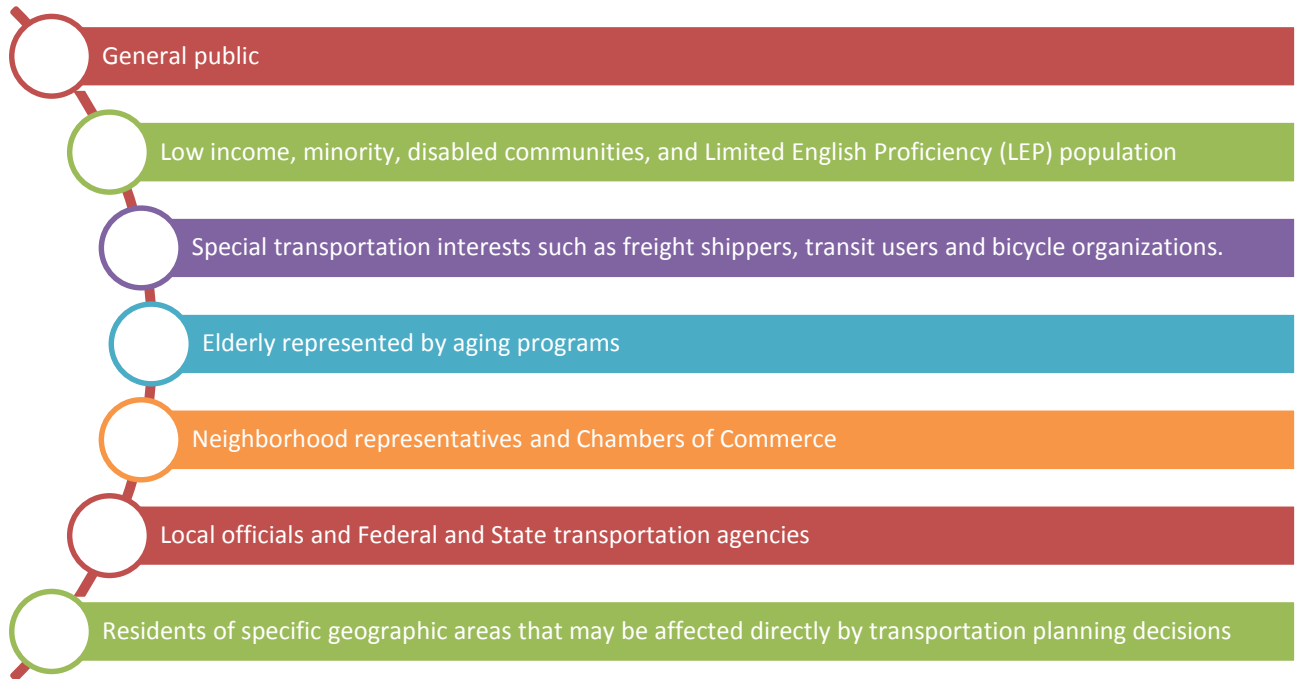 General public
Low income, minority, disabled communities, and Limited English Proficiency (LEP) population
Special transportation interests such as freight shippers, transit users and bicycle organizations.
Elderly represented by aging programs
Neighborhood representatives and Chambers of Commerce
Local officials and Federal and State transportation agencies
Residents of specific geographic areas that may be affected directly by transportation planning decisions